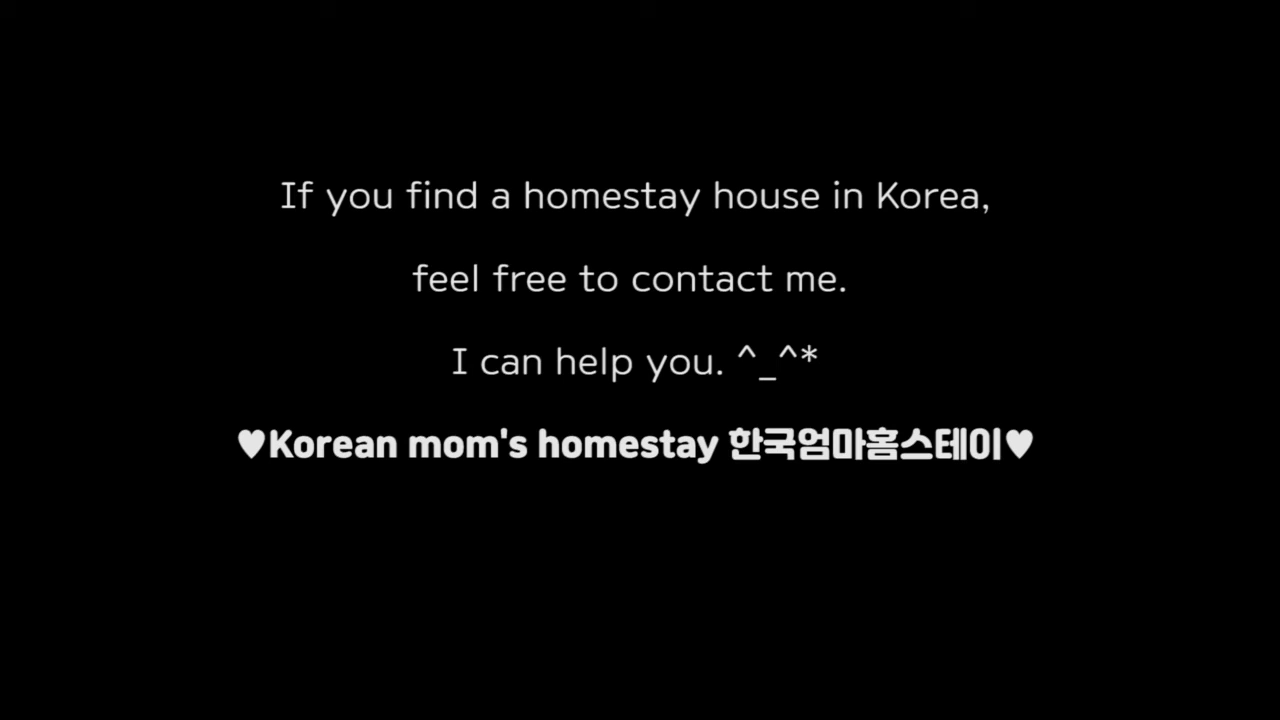 If you find a homestay house in Korea,
feel free to contact me.
I can help you. ^_^*
♥Korean mom's homestay 한국엄마홈스테이♥